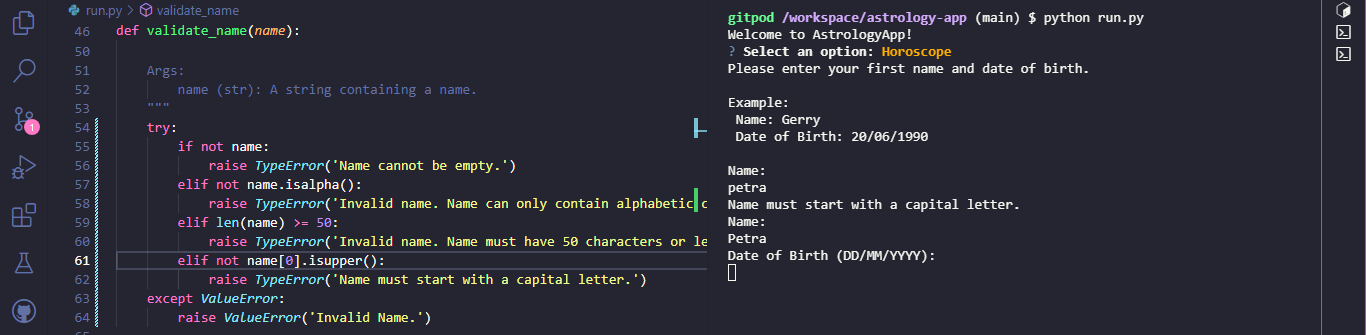 run.py > validate_name
46 def validate_name(name):
50
51 Args:
52 name (str): A string containing a name.
53 """
54 try:
55 if not name:
56 raise TypeError('Name cannot be empty.')
57 elif not name.isalpha():
58 raise TypeError('Invalid name. Name can only contain alphabetic c
59 elif len(name) >= 50:
60 raise TypeError('Invalid name. Name must have 50 characters or le
61 elif not name[0].isupper():
62 raise TypeError('Name must start with a capital letter.')
63 except ValueError:
64 raise ValueError('Invalid Name.')
1
gitpod /workspace/astrology-app (main) $ python run.py
Welcome to AstrologyApp!
? Select an option: Horoscope
Please enter your first name and date of birth.
Example:
Name: Gerry
Date of Birth: 20/06/1990
Name:
petra
Name must start with a capital letter.
Name:
Petra
Date of Birth (DD/MM/YYYY):